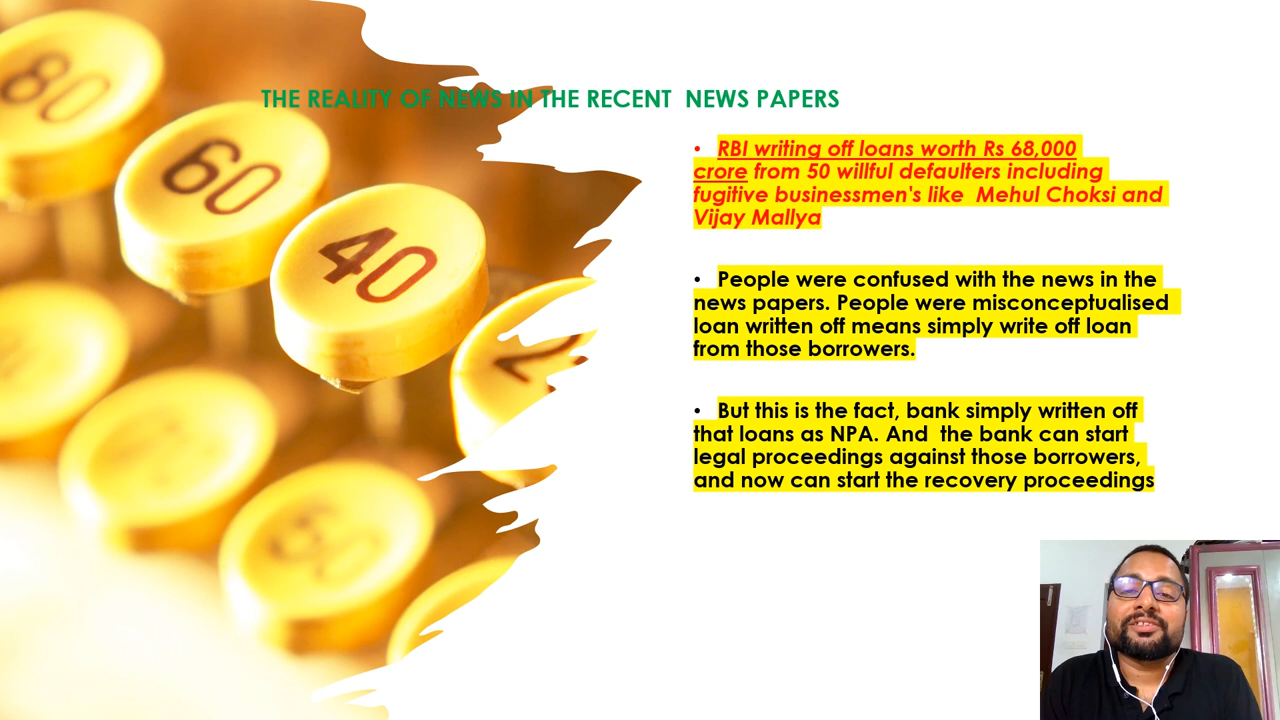 THE REALITY OF NEWS IN THE RECENT NEWS PAPERS
80
60
40
• RBI writing off loans worth Rs 68,000
crore from 50 willful defaulters including
fugitive businessmen's like Mehul Choksi and
Vijay Mallya
• People were confused with the news in the
news papers. People were misconceptualised
loan written off means simply write off loan
from those borrowers.
• But this is the fact, bank simply written off
that loans as NPA. And the bank can start
legal proceedings against those borrowers,
and now can start the recovery proceedings